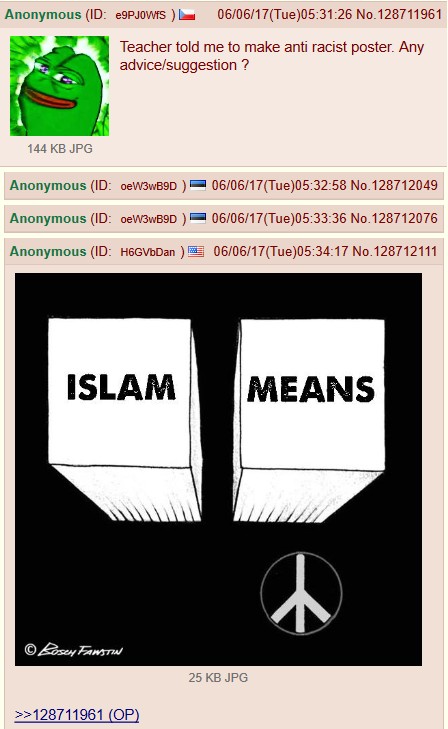 Anonymous (ID: e9PJ0WfS ) 06/06/17(Tue)05:31:26 No.128711961
Teacher told me to make anti racist poster. Any
advice/suggestion ?
144 KB JPG
Anonymous (ID: oeW3wB9D ) 06/06/17(Tue)05:32:58 No.128712049
Anonymous (ID: oeW3wB9D ) 06/06/17(Tue)05:33:36 No.128712076
Anonymous (ID: H6GVbDan ) 06/06/17(Tue)05:34:17 No.128712111
ISLAM MEANS
© BOSCH FAWSTIN
25 KB JPG
>>128711961 (OP)